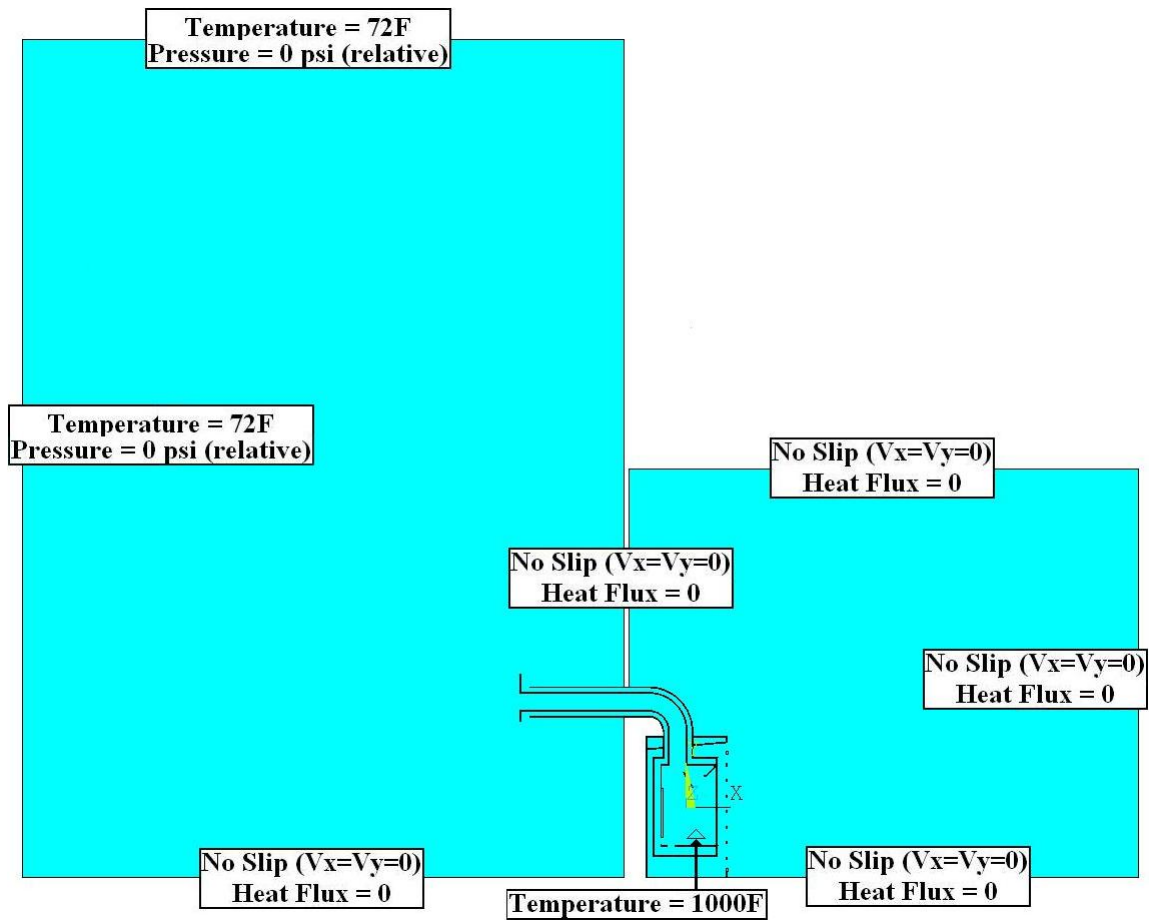 Temperature = 72F
Pressure = 0 psi (relative)
Temperature = 72F
Pressure = 0 psi (relative)
No Slip (Vx=Vy=0)
Heat Flux = 0
No Slip (Vx=Vy=0)
Heat Flux = 0
No Slip (Vx=Vy=0)
Heat Flux = 0
Z X
No Slip (Vx=Vy=0)
Heat Flux = 0
No Slip (Vx=Vy=0)
Heat Flux = 0
Temperature = 1000F